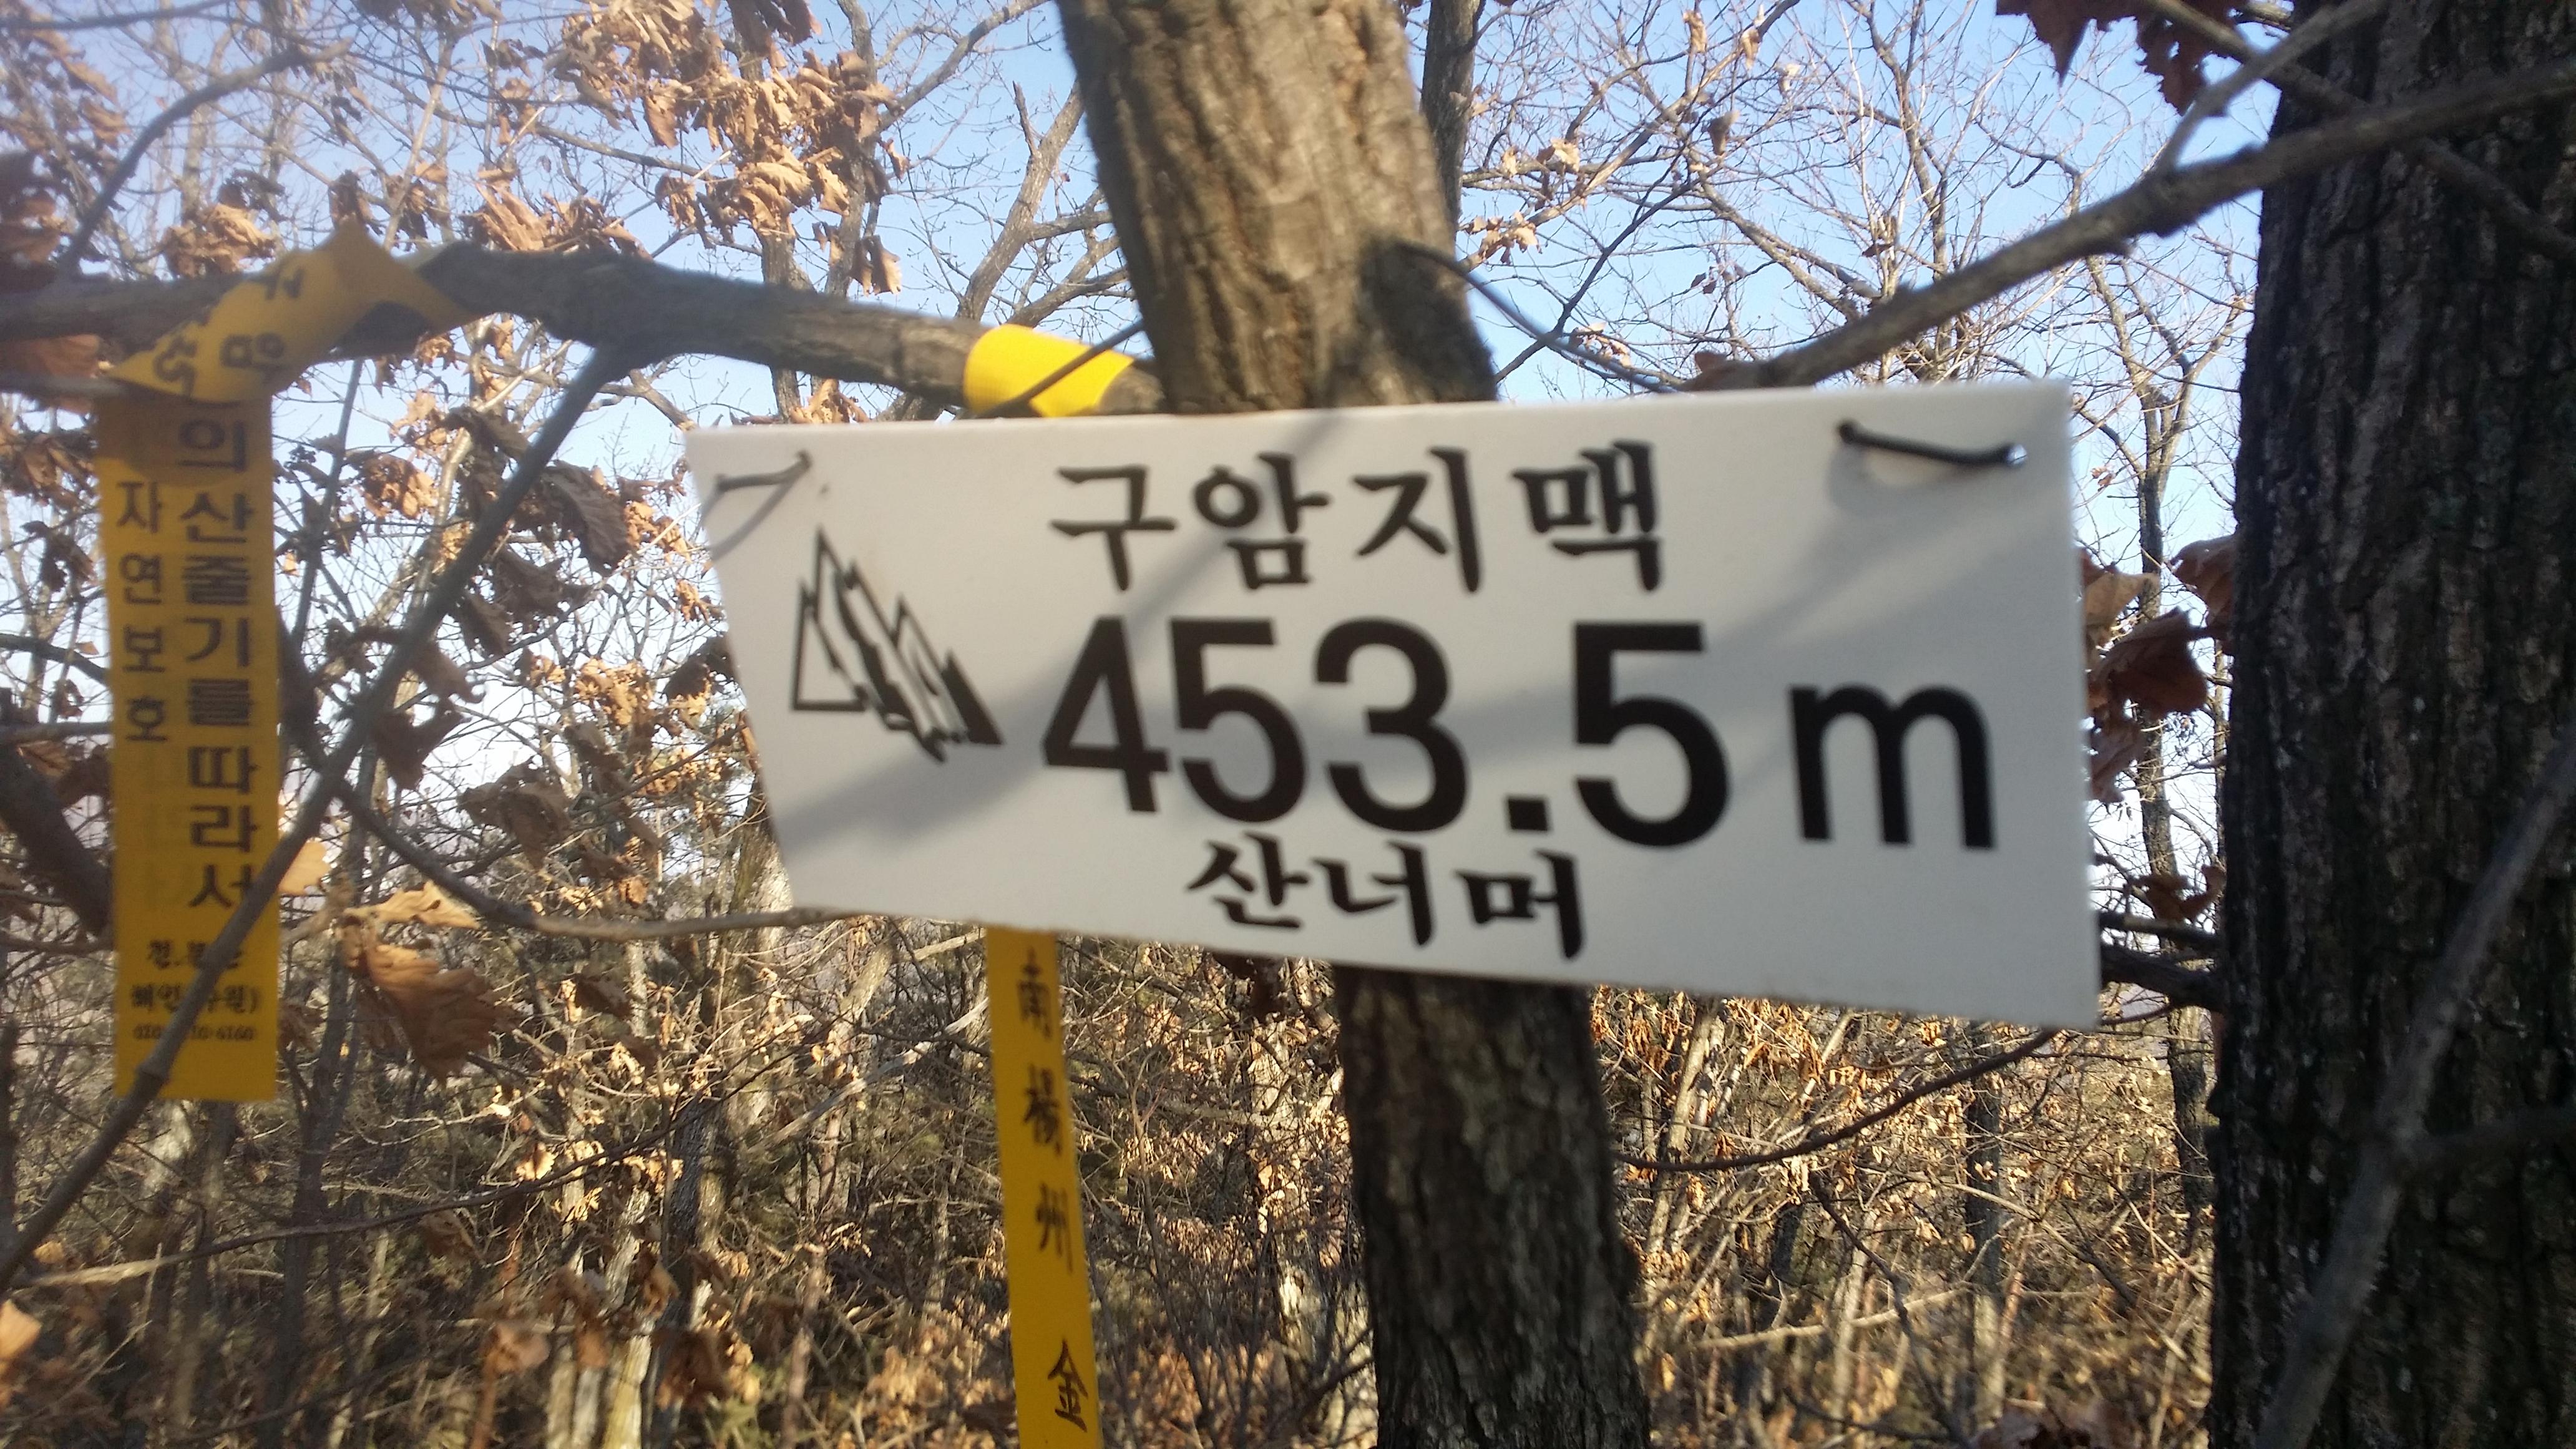 구암지맥
453.5m
산너머
의산줄기를따라서
자연보호
南楊州 金